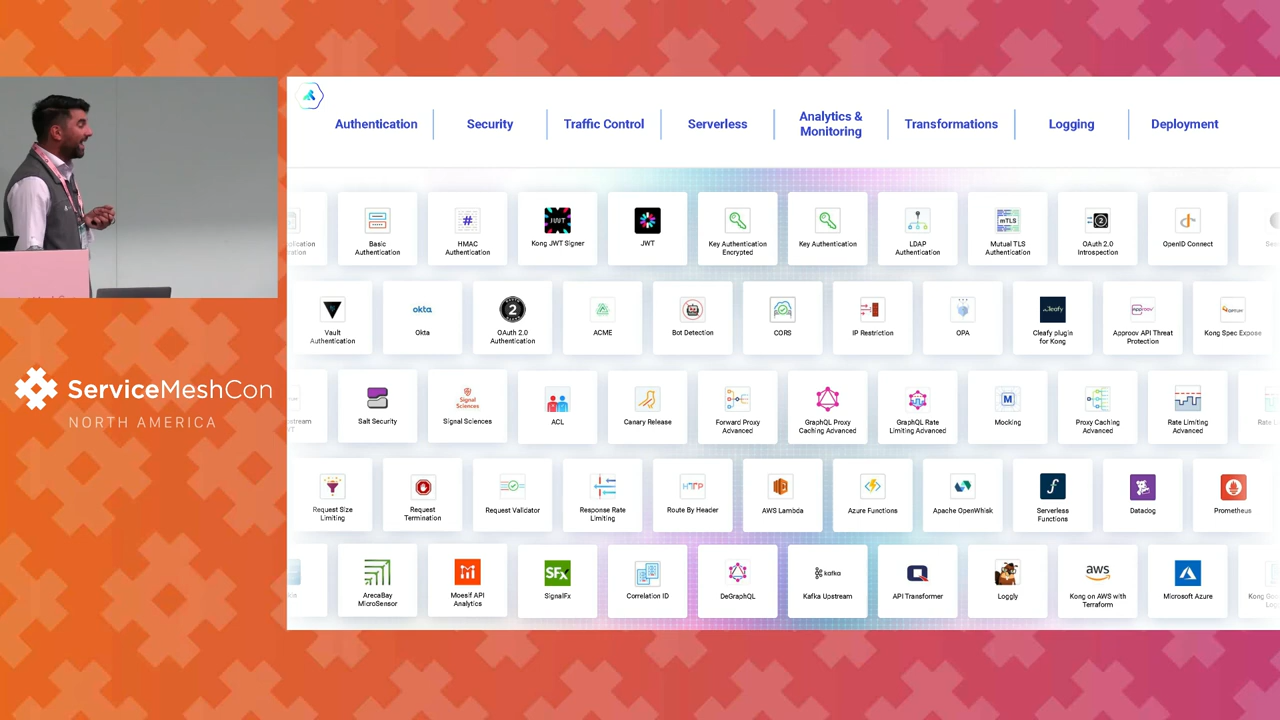 Authentication
Security
Traffic Control
Serverless
Analytics &
Monitoring
Transformations
Logging
Deployment
Basic
Authentication
HMAC
Authentication
Kong JWT Signer
JWT
Key Authentication
Encrypted
Key Authentication
LDAP
Authentication
mTLS
Mutual TLS
Authentication
OAuth 2.0
Introspection
OpenID Connect
Vault
Authentication
okta
Okta
OAuth 2.0
Authentication
ACME
Bot Detection
CORS
IP Restriction
OPA
Cleafy plugin
for Kong
approov
Approov API Threat
Protection
Kong Spec Expose
Salt Security
Signal
Sciences
Signal Sciences
ACL
Canary Release
Forward Proxy
Advanced
GraphQL Proxy
Caching Advanced
GraphQL Rate
Limiting Advanced
M
Mocking
Proxy Caching
Advanced
Rate Limiting
Advanced
Request Size
Limiting
Request
Termination
Request Validator
Response Rate
Limiting
HTTP
Route By Header
AWS Lambda
Azure Functions
Apache OpenWhisk
Serverless
Functions
Datadog
Prometheus
ArecaBay
MicroSensor
Moesif API
Analytics
SFx
SignalFx
Correlation ID
DeGraphQL
kafka
Kafka Upstream
API Transformer
Loggly
aws
Kong on AWS with
Terraform
Microsoft Azure
ServiceMeshCon
NORTH AMERICA